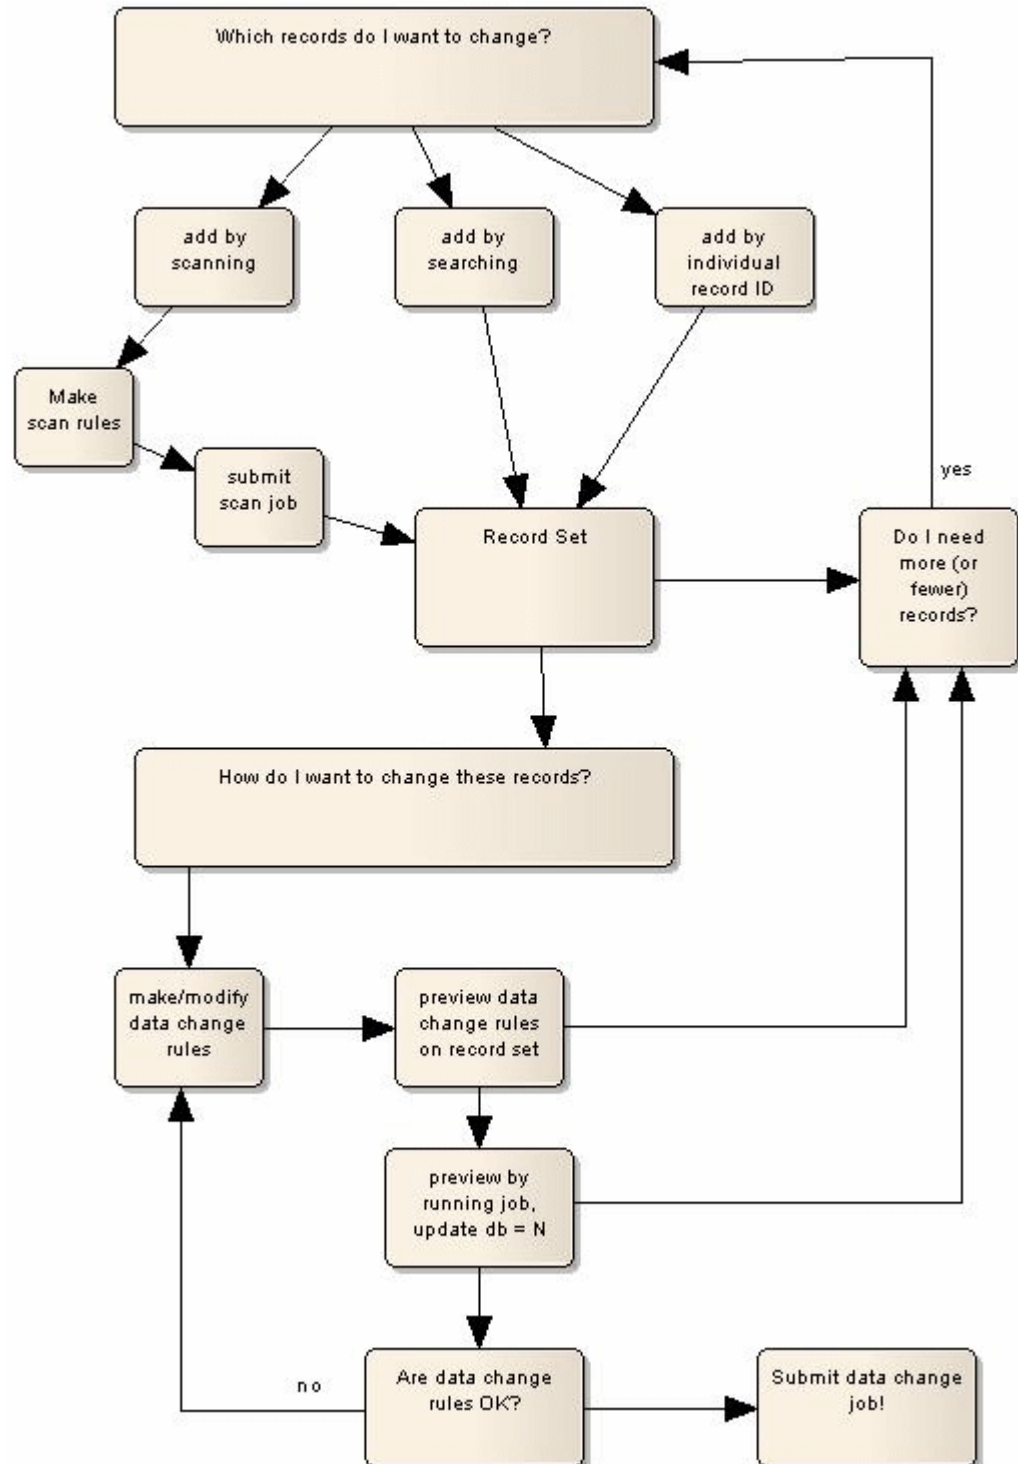 Which records do I want to change?
add by
scanning
add by
searching
add by
individual
record ID
Make
scan rules
submit
scan job
Record Set
yes
Do I need
more (or
fewer)
records?
How do I want to change these records?
make/modify
data change
rules
preview data
change rules
on record set
preview by
running job,
update db = N
no
Are data change
rules OK?
Submit data change
job!